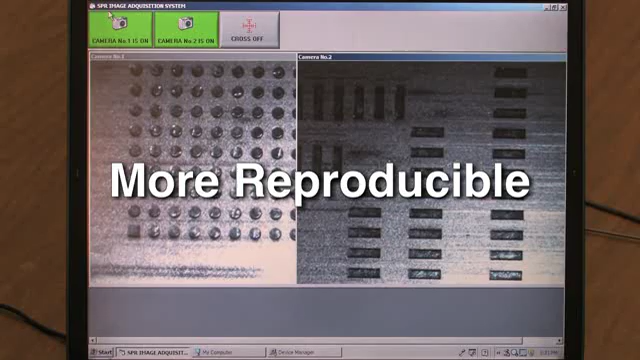 SPR IMAGE ADQUISITION SYSTEM
CAMERA No.1 IS ON
CAMERA No.2 IS ON
CROSS OFF
Camera No.1
Camera No.2
More Reproducible
Start
SPR IMAGE ADQUISIT...
My Computer
Device Manager